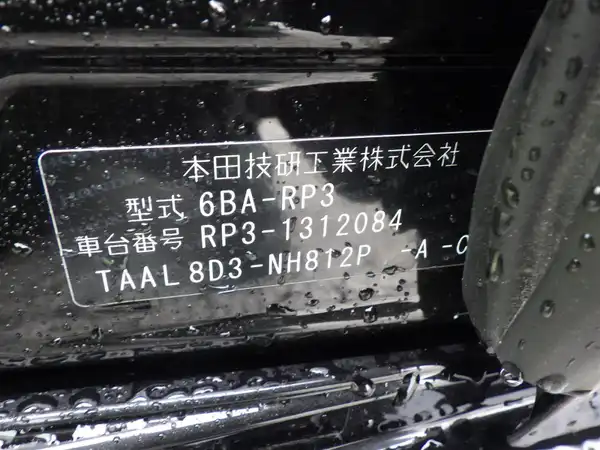 本田技研工業株式会社
型式 6BA-RP3
車台番号 RP3-1312084
TAAL 8D3-NH812P -A -C